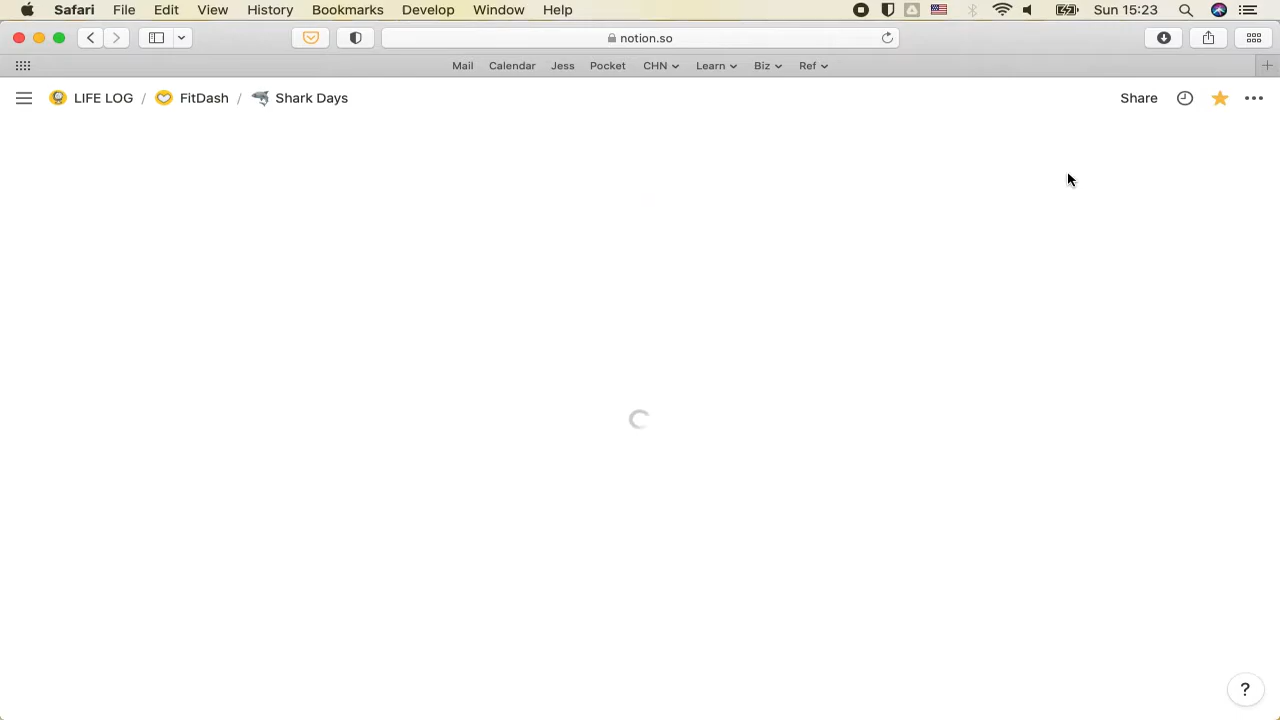 Safari File Edit View History Bookmarks Develop Window Help Sun 15:23
notion.so
Mail Calendar Jess Pocket CHN Learn Biz Ref
LIFE LOG / FitDash / Shark Days Share
?